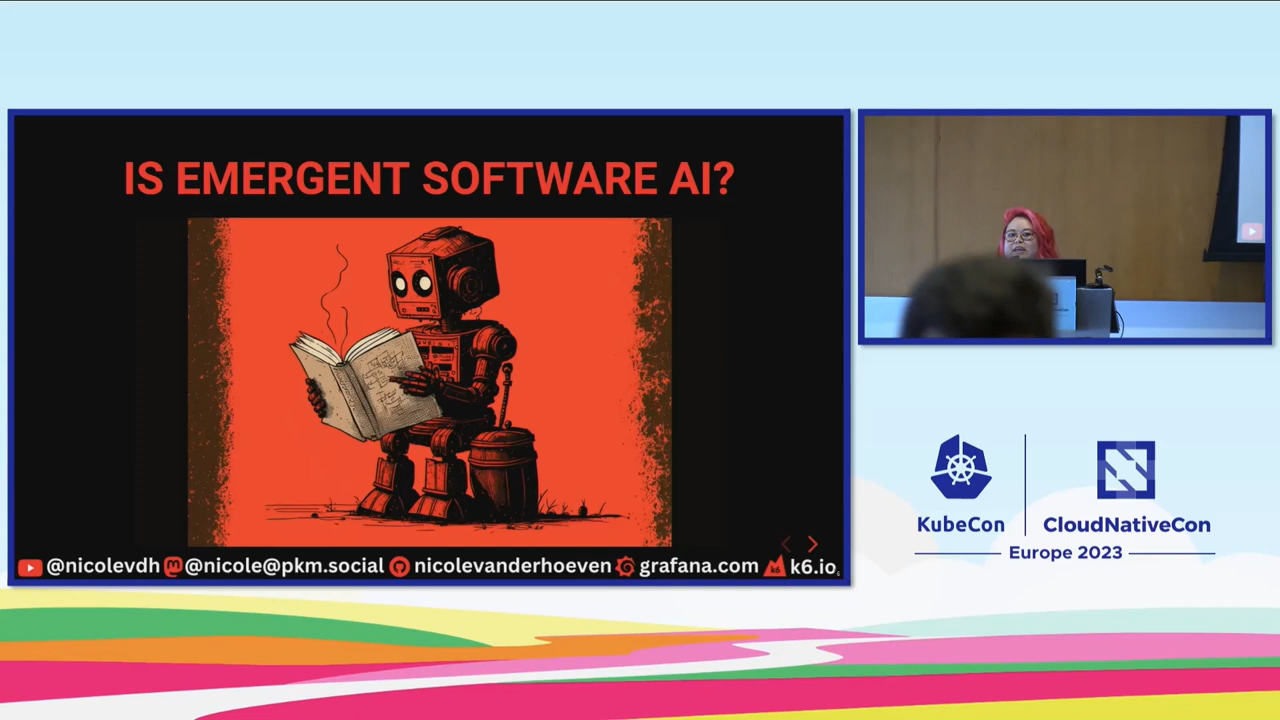 IS EMERGENT SOFTWARE AI?
@nicolevdh @nicole@pkm.social nicolevanderhoeven grafana.com k6.io
KubeCon
CloudNativeCon
Europe 2023